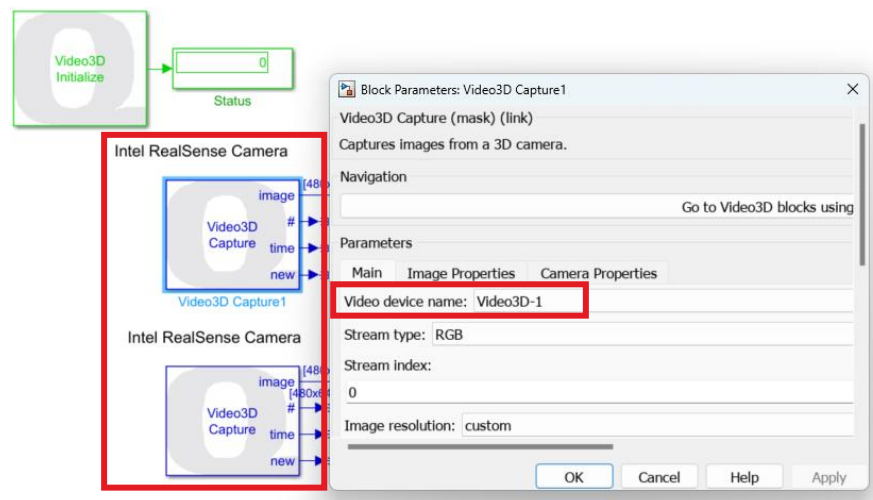 Video3D
Initialize
0
Status
Intel RealSense Camera
image
#
time
new
Video3D
Capture
Video3D Capture1
Intel RealSense Camera
image
#
time
new
Video3D
Capture
Block Parameters: Video3D Capture1
Video3D Capture (mask) (link)
Captures images from a 3D camera.
Navigation
Go to Video3D blocks using
Parameters
Main Image Properties Camera Properties
Video device name: Video3D-1
Stream type: RGB
Stream index:
0
Image resolution: custom
OK Cancel Help Apply